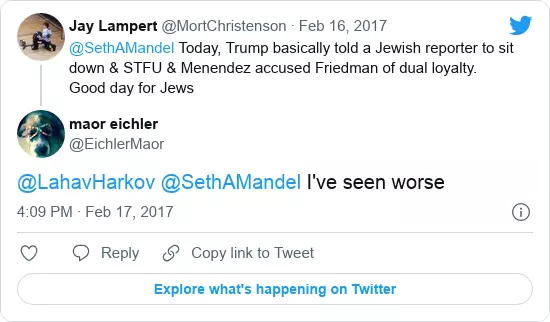 Jay Lampert @MortChristenson · Feb 16, 2017
@SethAMandel Today, Trump basically told a Jewish reporter to sit
down & STFU & Menendez accused Friedman of dual loyalty.
Good day for Jews
maor eichler
@EichlerMaor
@LahavHarkov @SethAMandel I've seen worse
4:09 PM · Feb 17, 2017
Reply
Copy link to Tweet
Explore what's happening on Twitter